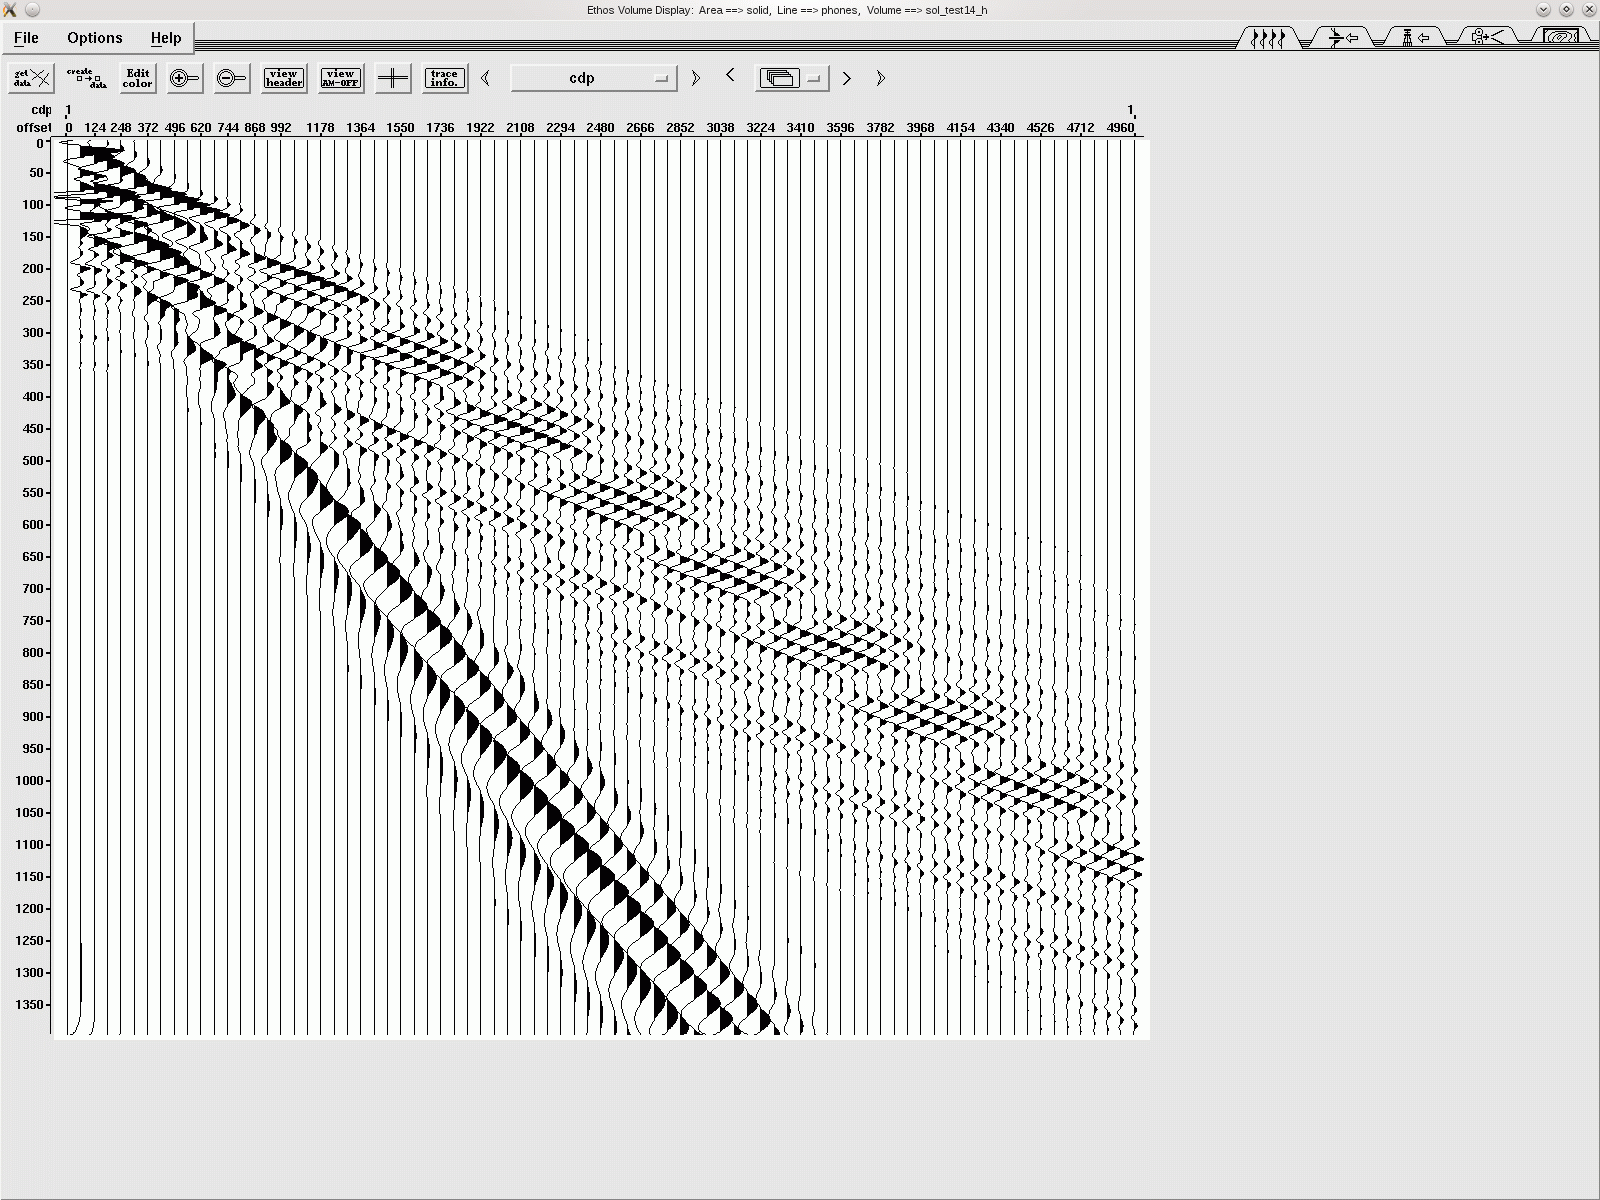 Ethos Volume Display: Area ==> solid, Line ==> phones, Volume ==> sol_test14_h
File Options Help
get data
create data
Edit color
view header
view AM-OFF
trace info.
cdp
cdp 1 1
offset 0 124 248 372 496 620 744 868 992 1178 1364 1550 1736 1922 2108 2294 2480 2666 2852 3038 3224 3410 3596 3782 3968 4154 4340 4526 4712 4960
0
50
100
150
200
250
300
350
400
450
500
550
600
650
700
750
800
850
900
950
1000
1050
1100
1150
1200
1250
1300
1350